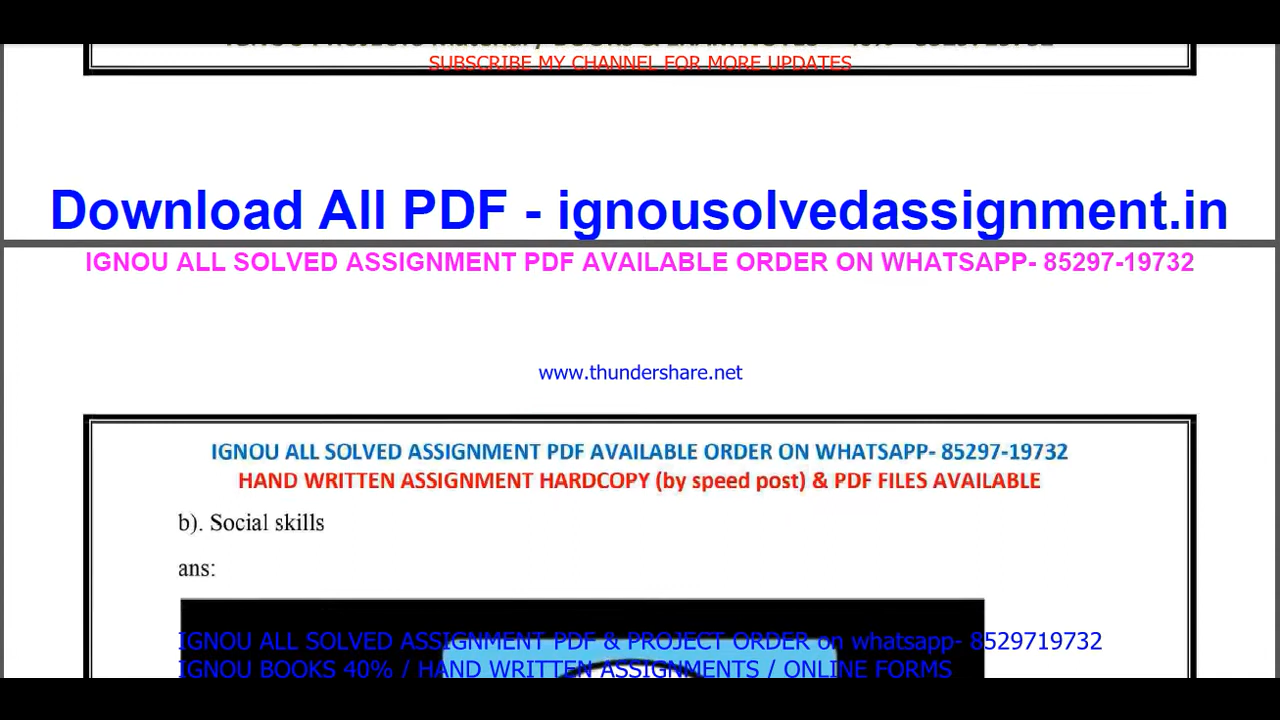 SUBSCRIBE MY CHANNEL FOR MORE UPDATES
Download All PDF - ignousolvedassignment.in
IGNOU ALL SOLVED ASSIGNMENT PDF AVAILABLE ORDER ON WHATSAPP- 85297-19732
www.thundershare.net
IGNOU ALL SOLVED ASSIGNMENT PDF AVAILABLE ORDER ON WHATSAPP- 85297-19732
HAND WRITTEN ASSIGNMENT HARDCOPY (by speed post) & PDF FILES AVAILABLE
b). Social skills
ans:
IGNOU ALL SOLVED ASSIGNMENT PDF & PROJECT ORDER on whatsapp- 8529719732
IGNOU BOOKS 40% / HAND WRITTEN ASSIGNMENTS / ONLINE FORMS